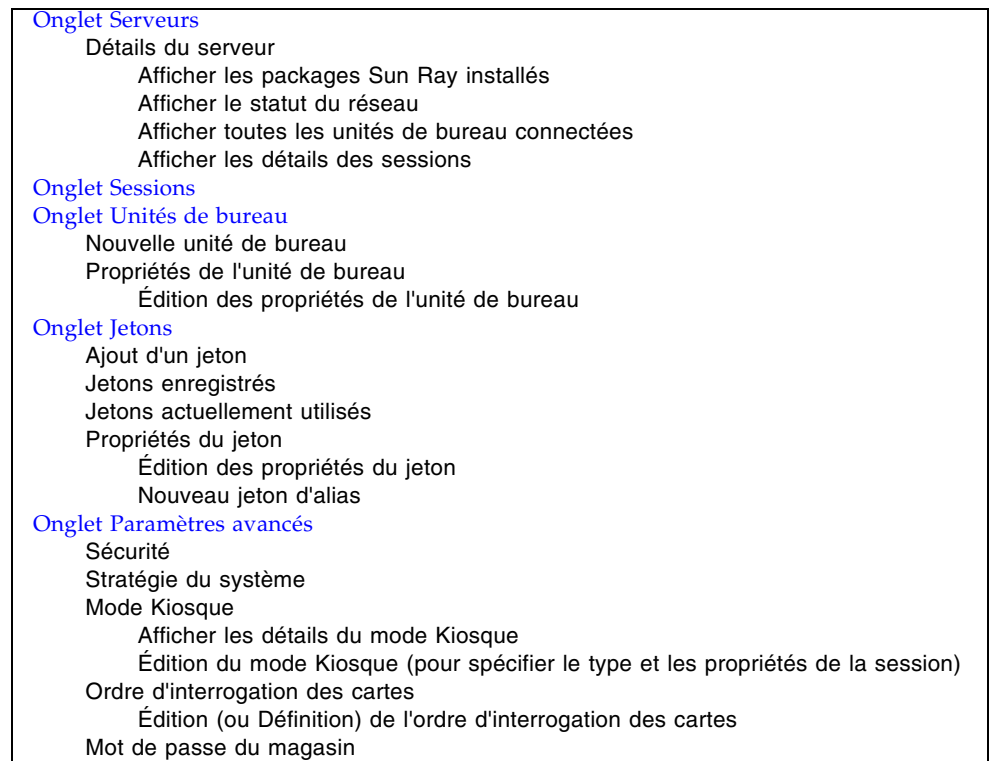 Onglet Serveurs
Détails du serveur
Afficher les packages Sun Ray installés
Afficher le statut du réseau
Afficher toutes les unités de bureau connectées
Afficher les détails des sessions
Onglet Sessions
Onglet Unités de bureau
Nouvelle unité de bureau
Propriétés de l'unité de bureau
Édition des propriétés de l'unité de bureau
Onglet Jetons
Ajout d'un jeton
Jetons enregistrés
Jetons actuellement utilisés
Propriétés du jeton
Édition des propriétés du jeton
Nouveau jeton d'alias
Onglet Paramètres avancés
Sécurité
Stratégie du système
Mode Kiosque
Afficher les détails du mode Kiosque
Édition du mode Kiosque (pour spécifier le type et les propriétés de la session)
Ordre d'interrogation des cartes
Édition (ou Définition) de l'ordre d'interrogation des cartes
Mot de passe du magasin